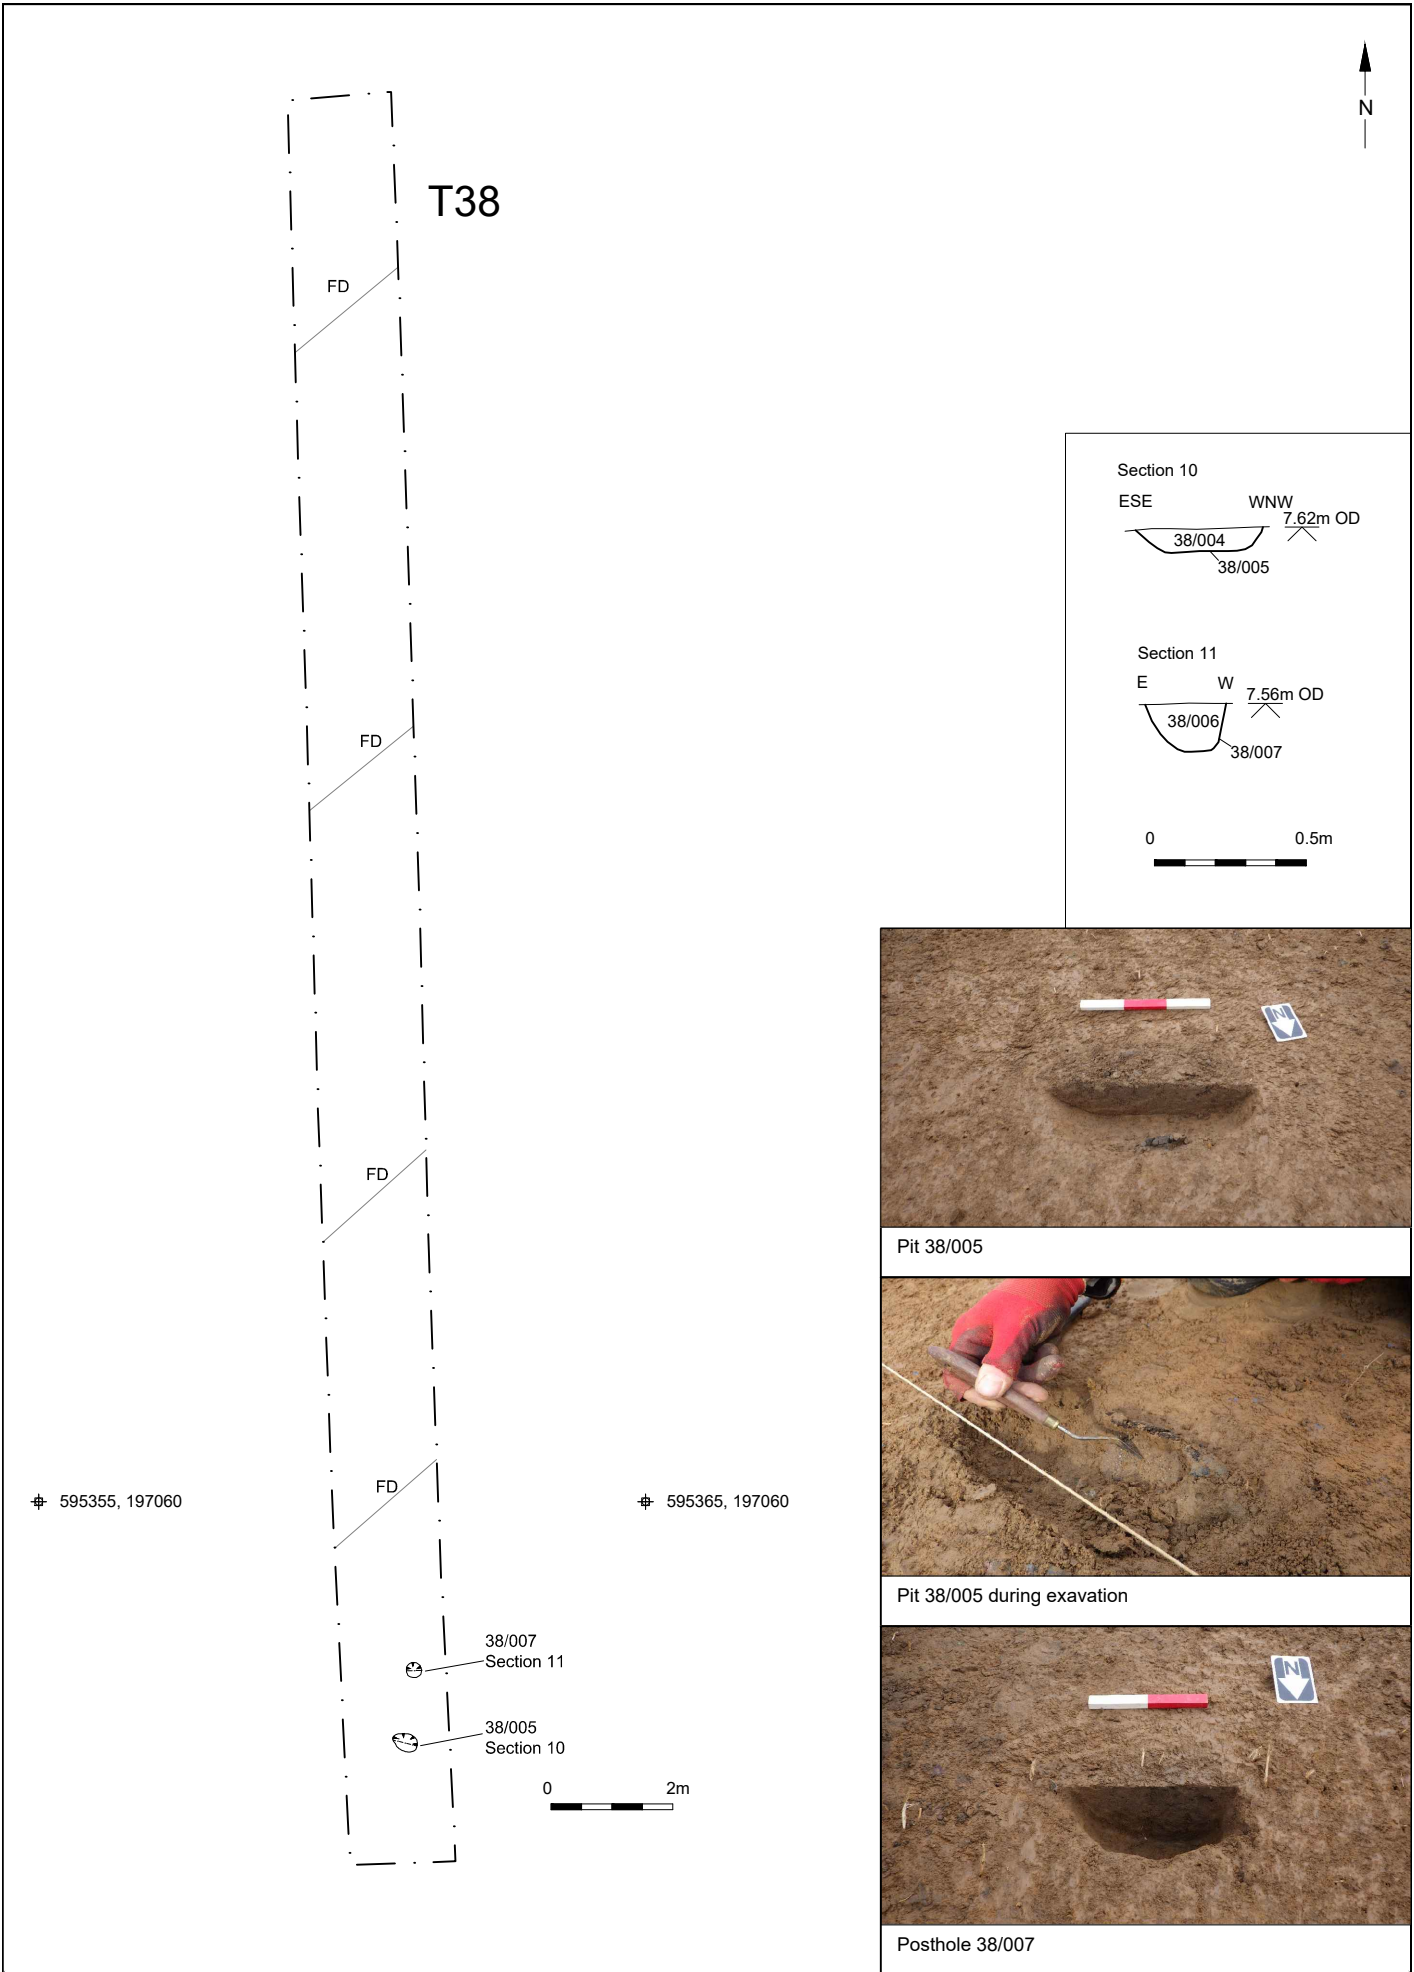 N
T38
FD
FD
FD
FD
595355, 197060
595365, 197060
38/007
Section 11
38/005
Section 10
0 2m
Section 10
ESE WNW
7.62m OD
38/004
38/005
Section 11
E W
7.56m OD
38/006
38/007
0 0.5m
N
Pit 38/005
Pit 38/005 during exavation
N
Posthole 38/007